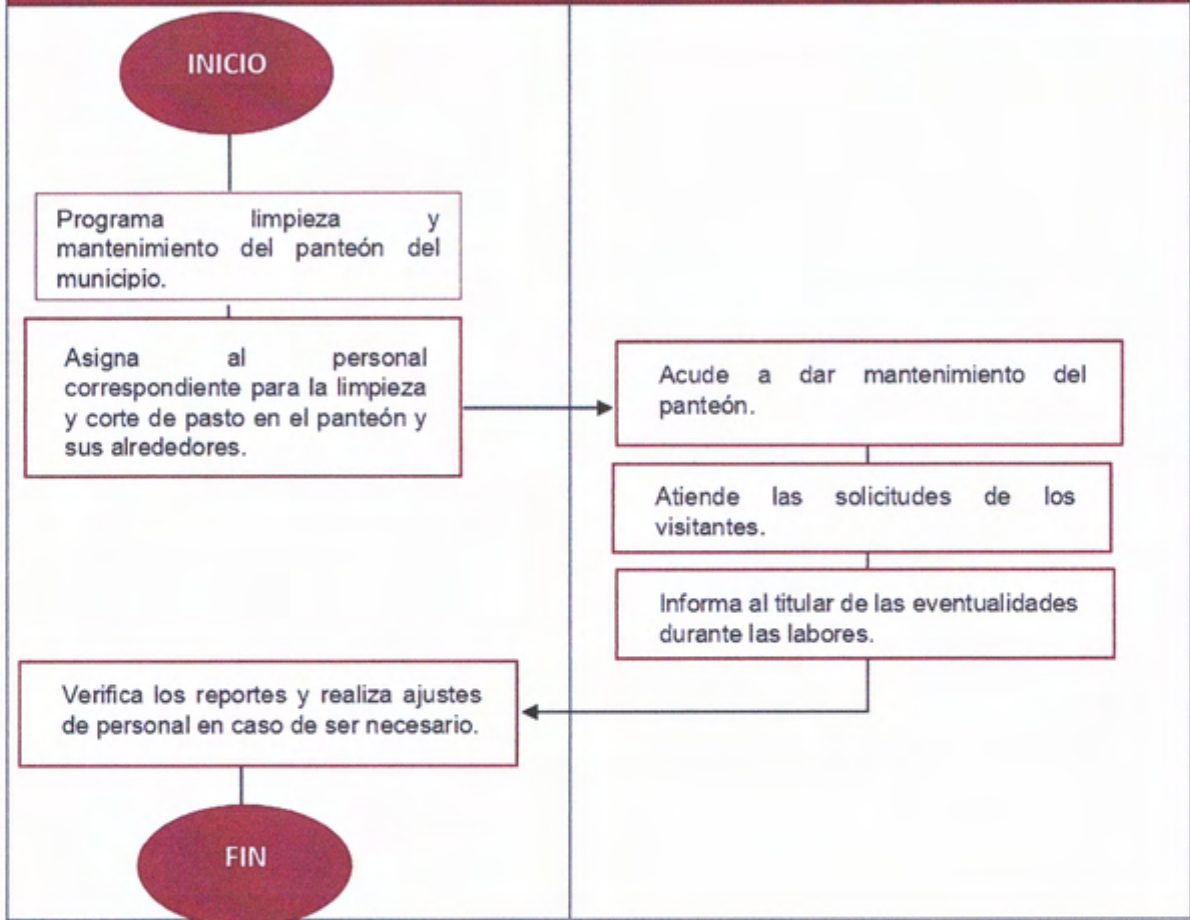 INICIO
Programa limpieza y
mantenimiento del panteón del
municipio.
Asigna al personal
correspondiente para la limpieza
y corte de pasto en el panteón y
sus alrededores.
Acude a dar mantenimiento del
panteón.
Atiende las solicitudes de los
visitantes.
Informa al titular de las eventualidades
durante las labores.
Verifica los reportes y realiza ajustes
de personal en caso de ser necesario.
FIN